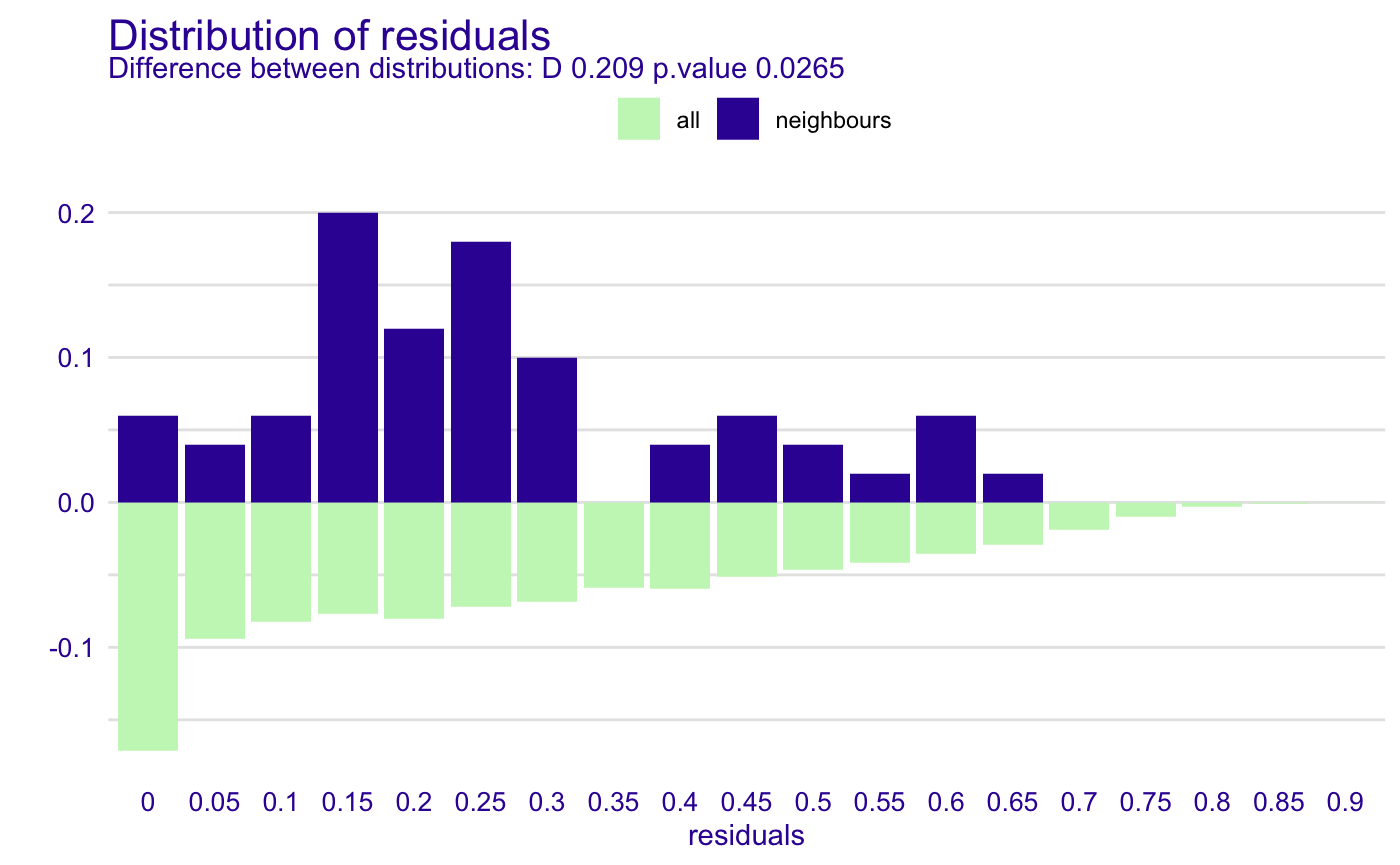 Distribution of residuals
Difference between distributions: D 0.209 p.value 0.0265
all neighbours
0.2
0.1
0.0
-0.1
0 0.05 0.1 0.15 0.2 0.25 0.3 0.35 0.4 0.45 0.5 0.55 0.6 0.65 0.7 0.75 0.8 0.85 0.9
residuals